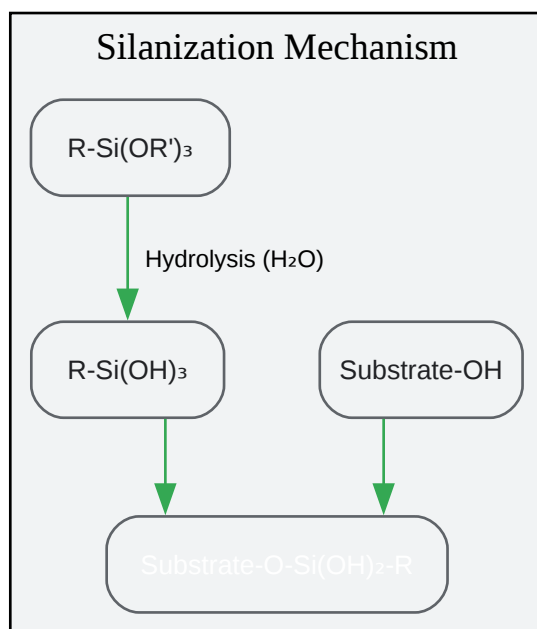 Silanization Mechanism
R-Si(OR')₃
Hydrolysis (H₂O)
R-Si(OH)₃
Substrate-OH
Substrate-O-Si(OH)₂-R